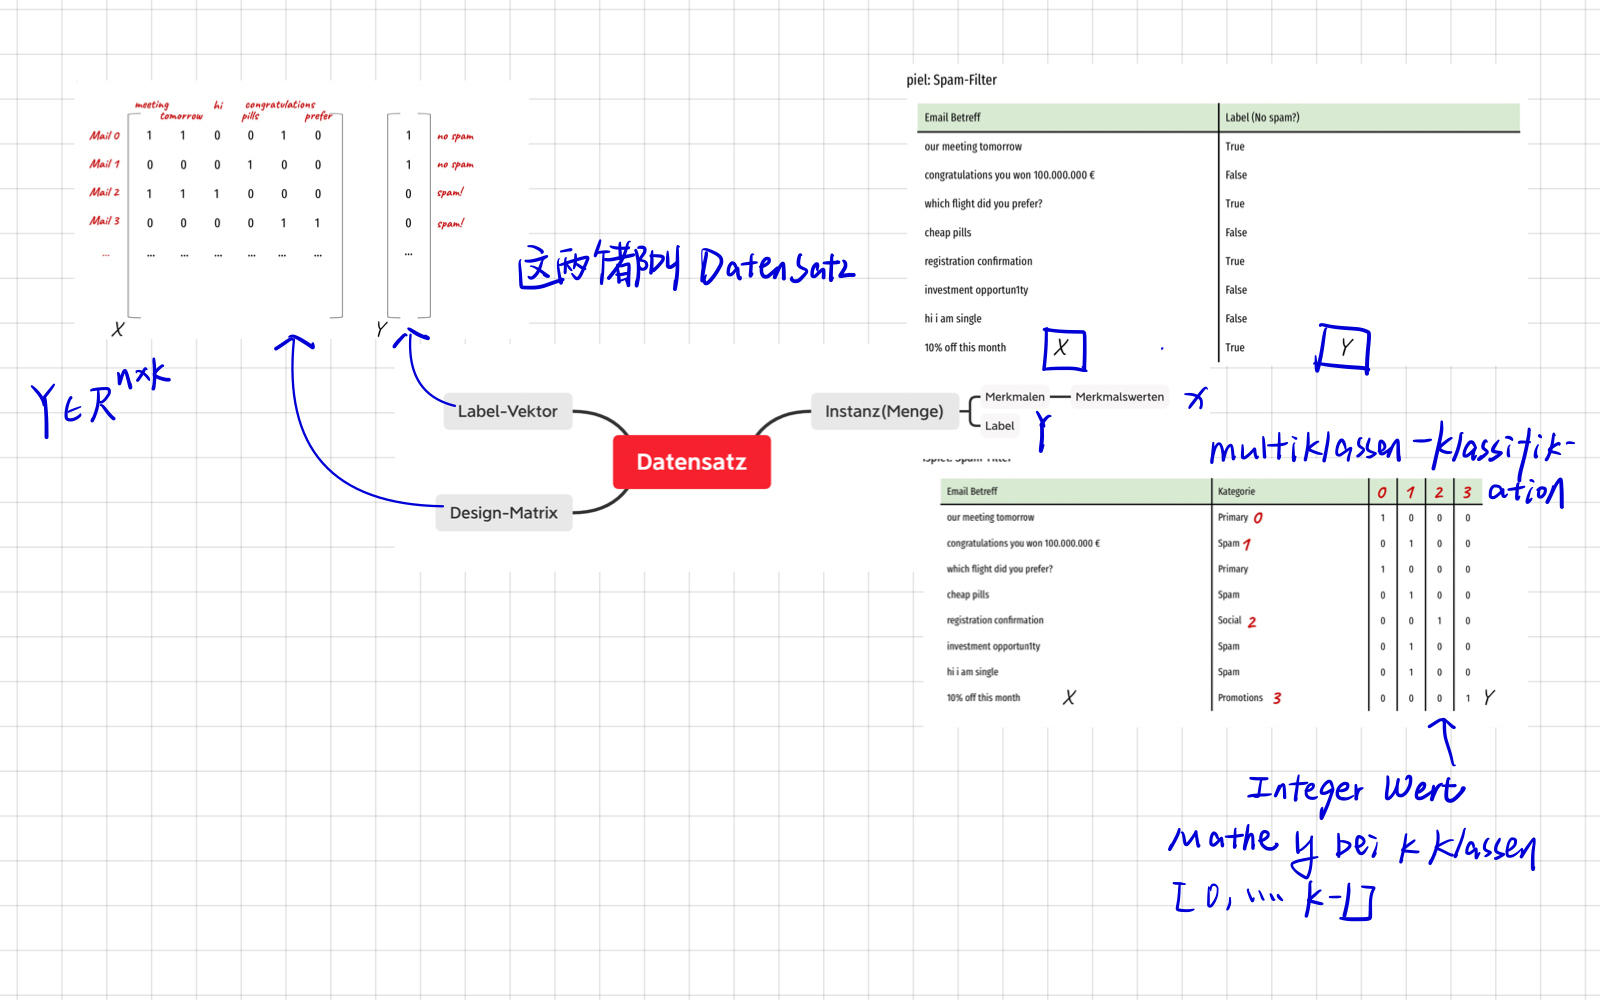 meeting hi congratulations
tomorrow pills prefer
Mail 0 1 1 0 0 1 0 1 no spam
Mail 1 0 0 0 1 0 0 1 no spam
Mail 2 1 1 1 0 0 0 0 spam!
Mail 3 0 0 0 0 1 1 0 spam!
... ... ... ... ... ... ... ...
X Y
Y ∈ R^n×k
这两个都叫 Datensatz
piel: Spam-Filter
Email Betreff Label (No spam?)
our meeting tomorrow True
congratulations you won 100.000.000 € False
which flight did you prefer? True
cheap pills False
registration confirmation True
investment opportun1ty False
hi i am single False
10% off this month X True Y
Label-Vektor
Datensatz
Design-Matrix
Instanz(Menge)
Merkmalen Merkmalswerten x
Label Y
multiklassen-klassifik-
ation
ispiel: Spam-Filter
Email Betreff Kategorie 0 1 2 3
our meeting tomorrow Primary 0 1 0 0 0
congratulations you won 100.000.000 € Spam 1 0 1 0 0
which flight did you prefer? Primary 1 0 0 0
cheap pills Spam 0 1 0 0
registration confirmation Social 2 0 0 1 0
investment opportun1ty Spam 0 1 0 0
hi i am single Spam 0 1 0 0
10% off this month X Promotions 3 0 0 0 1 Y
Integer Wert
Mathe y bei k Klassen
[0, .... k-1]